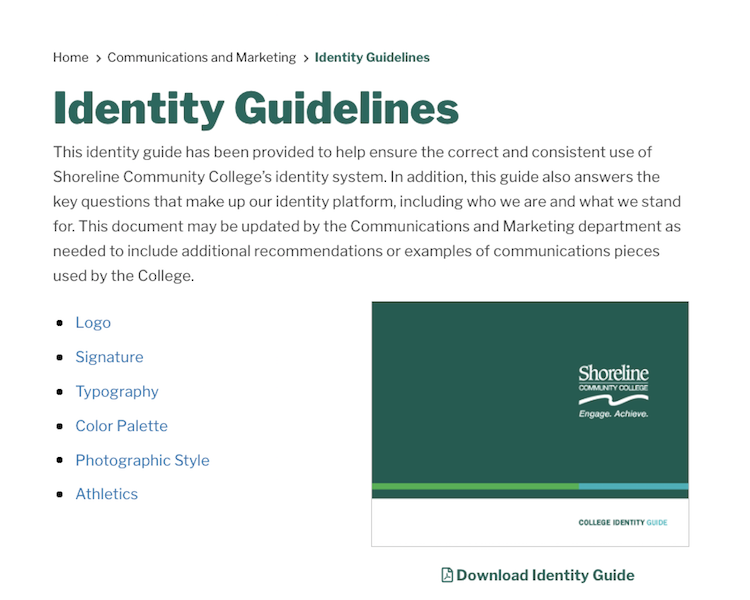 Home > Communications and Marketing > Identity Guidelines
Identity Guidelines
This identity guide has been provided to help ensure the correct and consistent use of
Shoreline Community College’s identity system. In addition, this guide also answers the
key questions that make up our identity platform, including who we are and what we stand
for. This document may be updated by the Communications and Marketing department as
needed to include additional recommendations or examples of communications pieces
used by the College.
Logo
Signature
Typography
Color Palette
Photographic Style
Athletics
Shoreline
COMMUNITY COLLEGE
Engage. Achieve.
COLLEGE IDENTITY GUIDE
Download Identity Guide